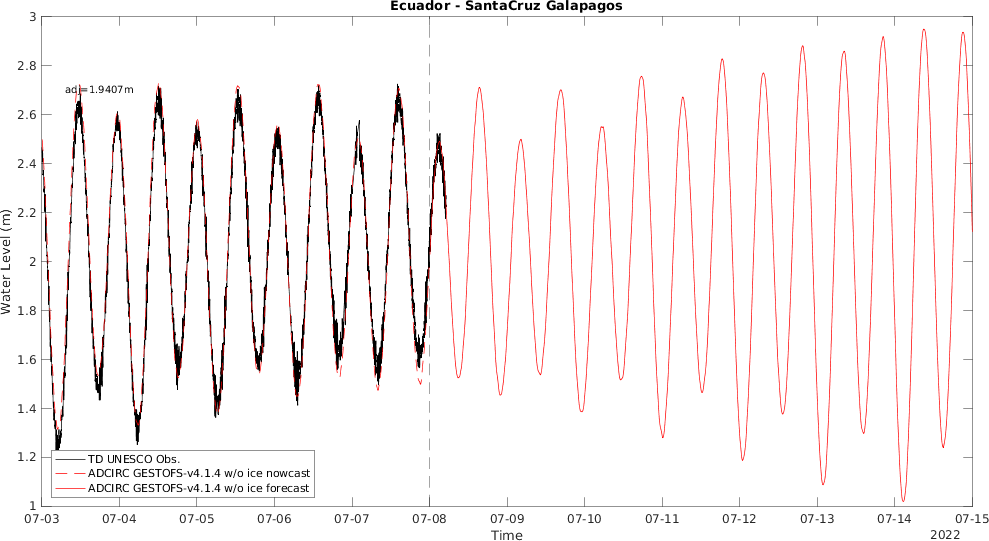 Ecuador - SantaCruz Galapagos
3
2.8
2.6
2.4
2.2
2
1.8
1.6
1.4
1.2
1
Water Level (m)
adj=1.9407m
TD UNESCO Obs.
ADCIRC GESTOFS-v4.1.4 w/o ice nowcast
ADCIRC GESTOFS-v4.1.4 w/o ice forecast
07-03 07-04 07-05 07-06 07-07 07-08 07-09 07-10 07-11 07-12 07-13 07-14 07-15
Time
2022